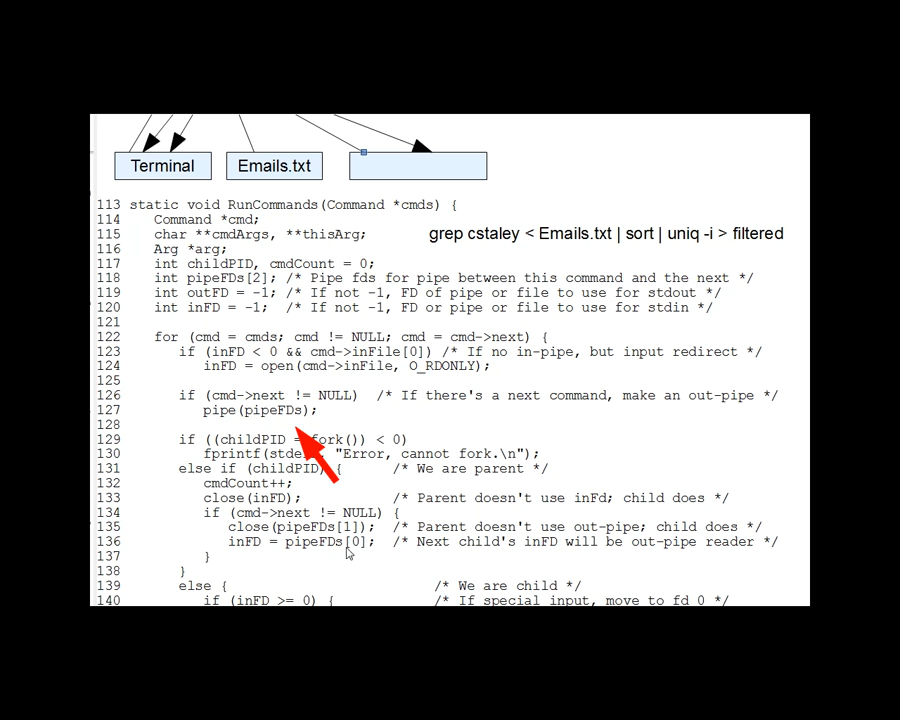 Terminal
Emails.txt
113 static void RunCommands(Command *cmds) {
114    Command *cmd;
115    char **cmdArgs, **thisArg;
grep cstaley < Emails.txt | sort | uniq -i > filtered
116    Arg *arg;
117    int childPID, cmdCount = 0;
118    int pipeFDs[2]; /* Pipe fds for pipe between this command and the next */
119    int outFD = -1; /* If not -1, FD of pipe or file to use for stdout */
120    int inFD = -1;  /* If not -1, FD or pipe or file to use for stdin */
121
122    for (cmd = cmds; cmd != NULL; cmd = cmd->next) {
123       if (inFD < 0 && cmd->inFile[0]) /* If no in-pipe, but input redirect */
124          inFD = open(cmd->inFile, O_RDONLY);
125
126       if (cmd->next != NULL)  /* If there's a next command, make an out-pipe */
127          pipe(pipeFDs);
128
129       if ((childPID = fork()) < 0)
130          fprintf(stderr, "Error, cannot fork.\n");
131       else if (childPID) {      /* We are parent */
132          cmdCount++;
133          close(inFD);           /* Parent doesn't use inFd; child does */
134          if (cmd->next != NULL) {
135             close(pipeFDs[1]);  /* Parent doesn't use out-pipe; child does */
136             inFD = pipeFDs[0];  /* Next child's inFD will be out-pipe reader */
137          }
138       }
139       else {                         /* We are child */
140          if (inFD >= 0) {            /* If special input, move to fd 0 */